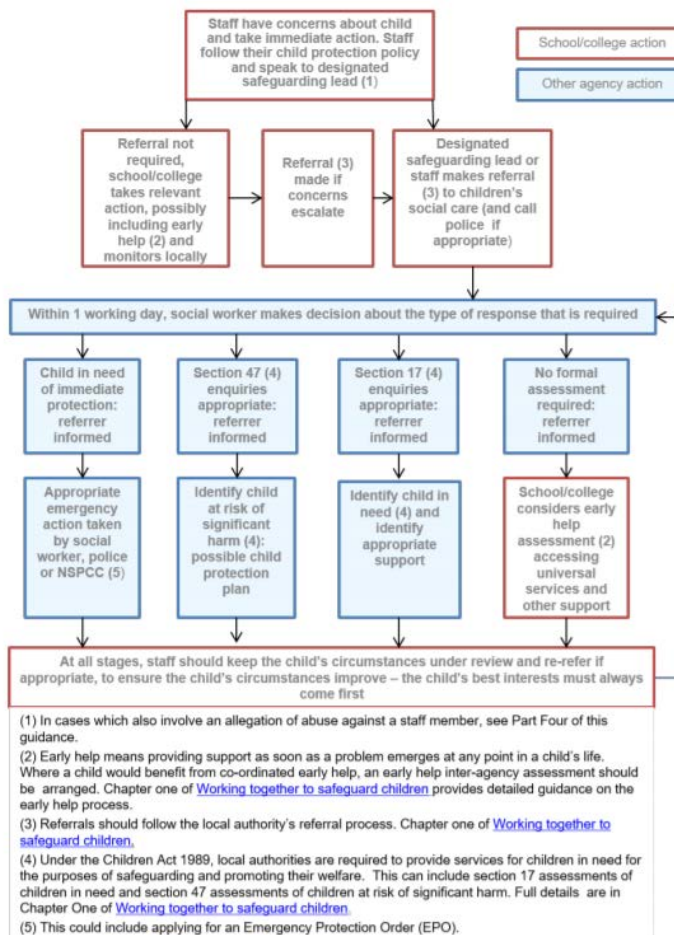 Staff have concerns about child
and take immediate action. Staff
follow their child protection policy
and speak to designated
safeguarding lead (1)
School/college action
Other agency action
Referral not
required,
school/college
takes relevant
action, possibly
including early
help (2) and
monitors locally
Referral (3)
made if
concerns
escalate
Designated
safeguarding lead or
staff makes referral
(3) to children's
social care (and call
police if
appropriate)
Within 1 working day, social worker makes decision about the type of response that is required
Child in need
of immediate
protection:
referrer
informed
Section 47 (4)
enquiries
appropriate:
referrer
informed
Section 17 (4)
enquiries
appropriate:
referrer
informed
No formal
assessment
required:
referrer
informed
Appropriate
emergency
action taken
by social
worker, police
or NSPCC (5)
Identify child
at risk of
significant
harm (4):
possible child
protection
plan
Identify child in
need (4) and
identify
appropriate
support
School/college
considers early
help
assessment (2)
accessing
universal
services and
other support
At all stages, staff should keep the child's circumstances under review and re-refer if
appropriate, to ensure the child's circumstances improve – the child's best interests must always
come first
(1) In cases which also involve an allegation of abuse against a staff member, see Part Four of this
guidance.
(2) Early help means providing support as soon as a problem emerges at any point in a child's life.
Where a child would benefit from co-ordinated early help, an early help inter-agency assessment should
be arranged. Chapter one of Working together to safeguard children provides detailed guidance on the
early help process.
(3) Referrals should follow the local authority's referral process. Chapter one of Working together to
safeguard children.
(4) Under the Children Act 1989, local authorities are required to provide services for children in need for
the purposes of safeguarding and promoting their welfare. This can include section 17 assessments of
children in need and section 47 assessments of children at risk of significant harm. Full details are in
Chapter One of Working together to safeguard children
(5) This could include applying for an Emergency Protection Order (EPO).